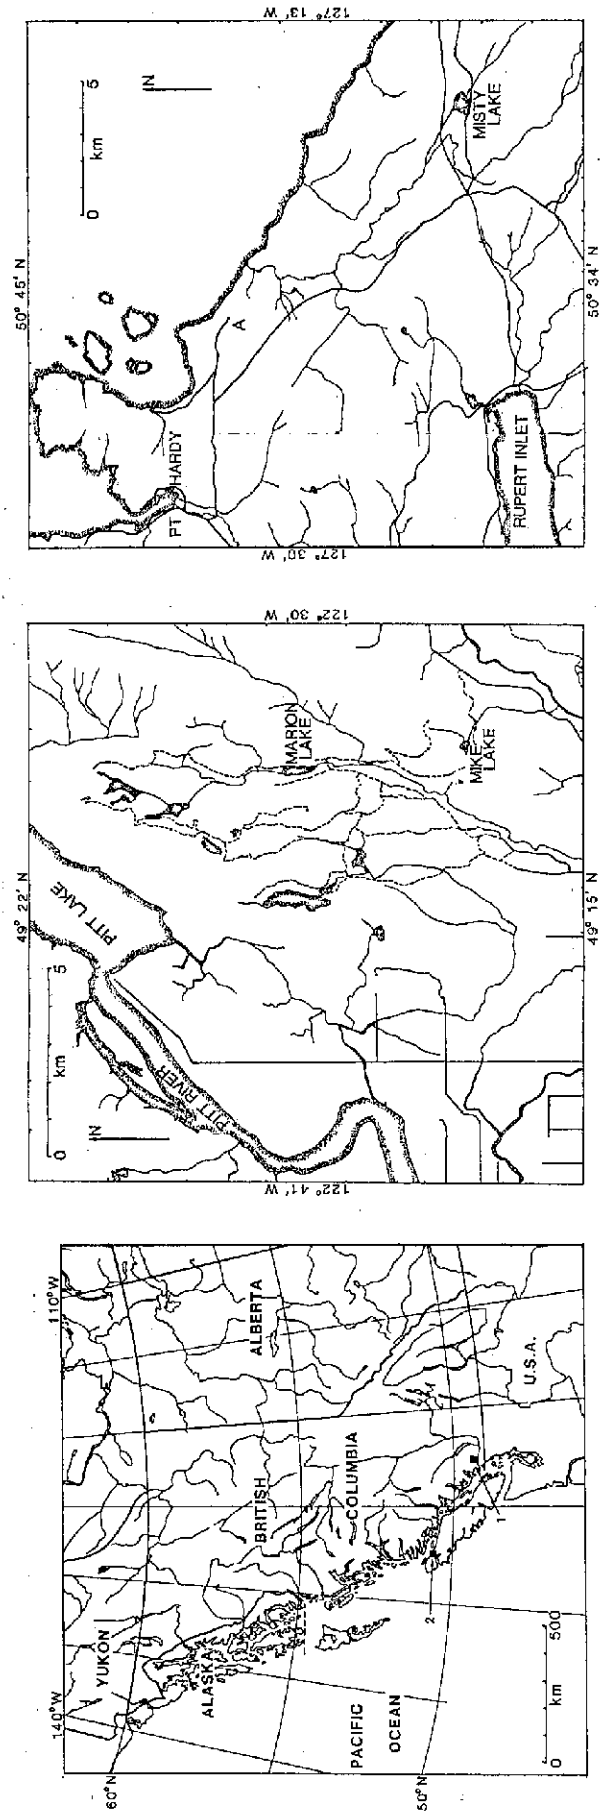 140°W
110°W
60°N
YUKON
ALASKA
BRITISH
COLUMBIA
ALBERTA
PACIFIC
OCEAN
U.S.A.
50°N
2
1
0
km
500
49° 22' N
PITT LAKE
0
km
5
N
PITT RIVER
MARION
LAKE
MIKE
LAKE
122° 41' W
122° 30' W
49° 15' N
50° 45' N
0
km
5
N
A
PT HARDY
RUPERT INLET
MISTY
LAKE
127° 30' W
127° 13' W
50° 34' N